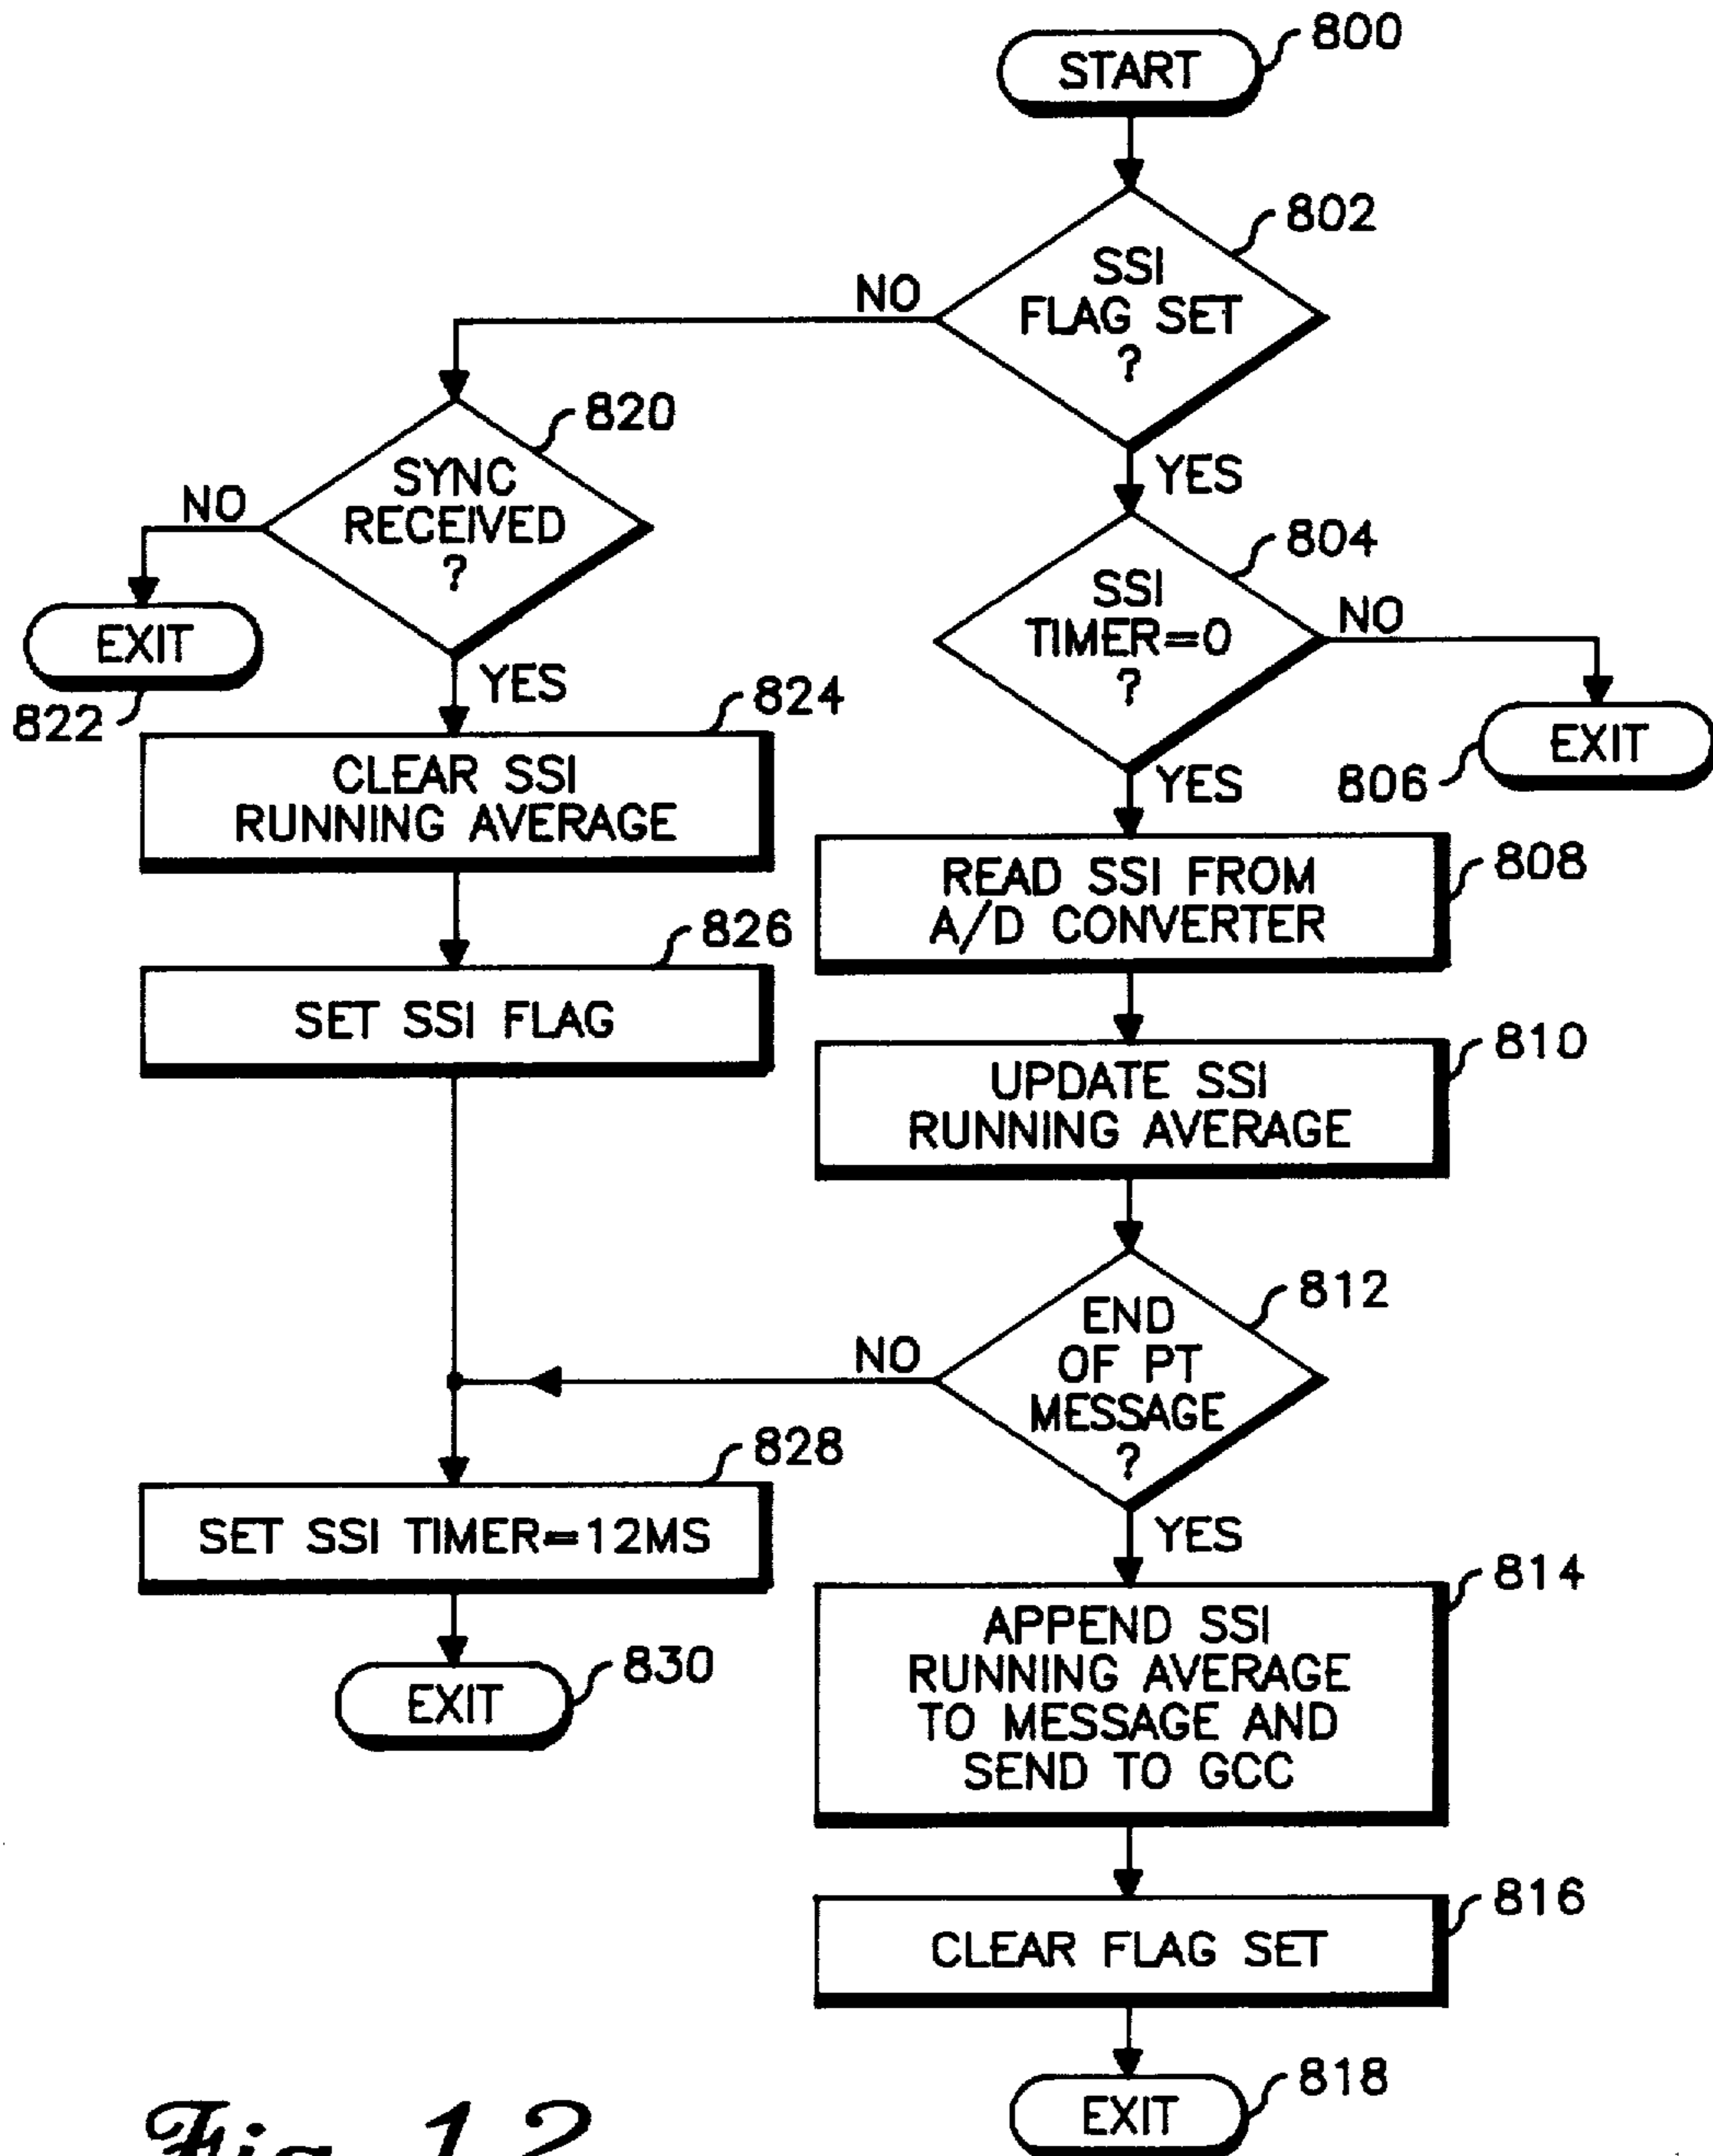 START
800
SSI
FLAG SET
?
802
NO
YES
SYNC
RECEIVED
?
820
NO
EXIT
822
YES
SSI
TIMER=0
?
804
NO
EXIT
806
YES
CLEAR SSI
RUNNING AVERAGE
824
READ SSI FROM
A/D CONVERTER
808
SET SSI FLAG
826
UPDATE SSI
RUNNING AVERAGE
810
END
OF PT
MESSAGE
?
812
NO
YES
SET SSI TIMER=12MS
828
EXIT
830
APPEND SSI
RUNNING AVERAGE
TO MESSAGE AND
SEND TO GCC
814
CLEAR FLAG SET
816
EXIT
818
Fig. 12